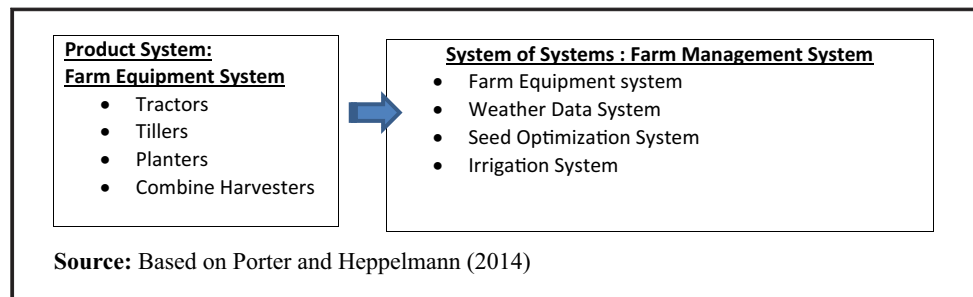 Product System:
Farm Equipment System
• Tractors
• Tillers
• Planters
• Combine Harvesters
System of Systems : Farm Management System
• Farm Equipment system
• Weather Data System
• Seed Optimization System
• Irrigation System
Source: Based on Porter and Heppelmann (2014)